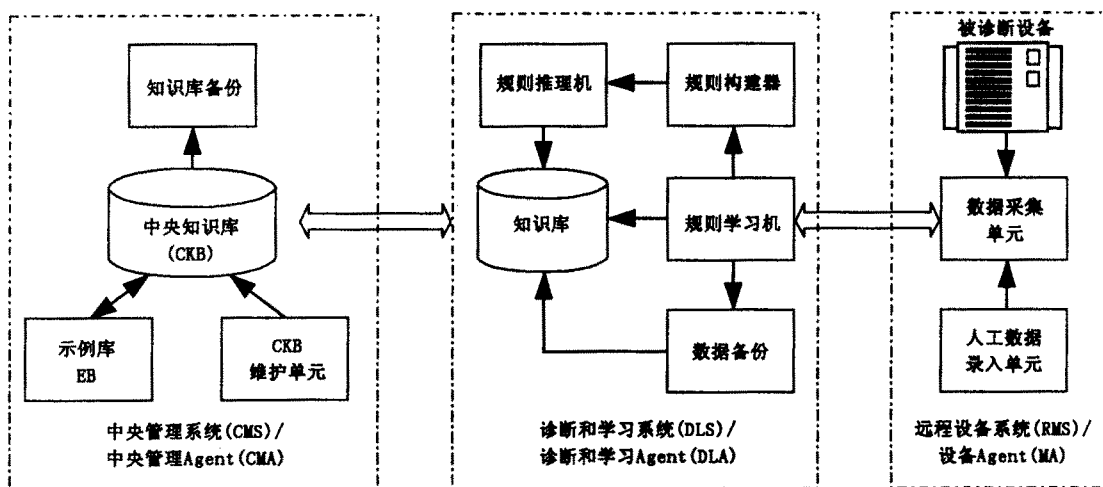 知识库备份
中央知识库
(CKB)
示例库
EB
CKB
维护单元
中央管理系统(CMS)/
中央管理Agent(CMA)
规则推理机
规则构建器
知识库
规则学习机
数据备份
诊断和学习系统(DLS)/
诊断和学习Agent(DLA)
被诊断设备
数据采集
单元
人工数据
录入单元
远程设备系统(RMS)/
设备Agent(MA)